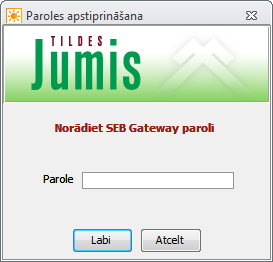 Paroles apstiprināšana
TILDES
Jumis
Norādiet SEB Gateway paroli
Parole
Labi
Atcelt